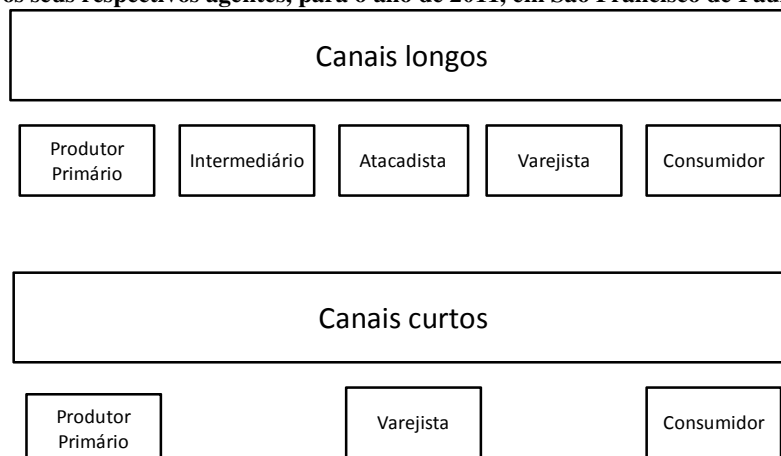 os seus respectivos agentes, para o ano de 2011, em São Francisco de Paul
Canais longos
Produtor
Primário
Intermediário
Atacadista
Varejista
Consumidor
Canais curtos
Produtor
Primário
Varejista
Consumidor